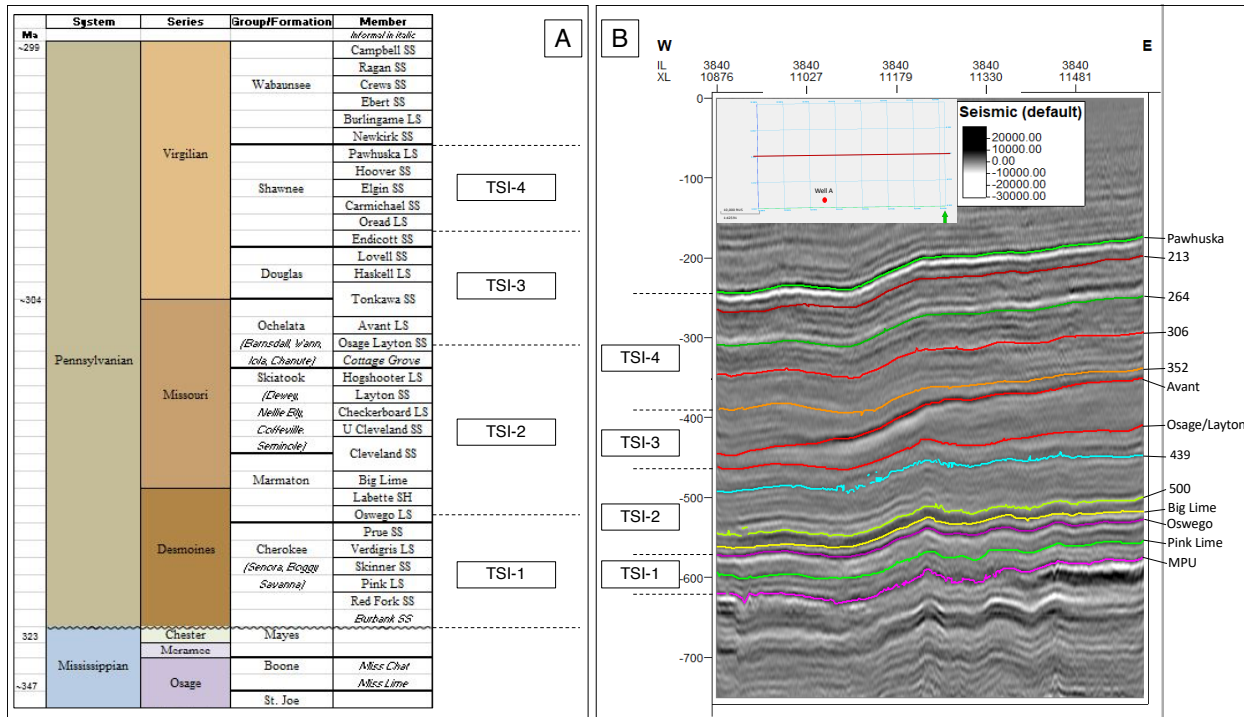 A
System Series Group/Formation Member
Ma Informal in italic
~299 Campbell SS
Ragan SS
Wabaunsee Crews SS
Ebert SS
Burlingame LS
Newkirk SS
Virgilian Pawhuska LS
Hoover SS
Shawnee Elgin SS TSI-4
Carmichael SS
Oread LS
Endicott SS
Lovell SS
Douglas Haskell LS TSI-3
~304 Tonkawa SS
Ochelata Avant LS
(Barnsdall, Wann, Osage Layton SS
Pennsylvanian Iola, Chanute) Cottage Grove
Skiatook Hogshooter LS
Missouri (Dewey, Layton SS
Nellie Bly, Checkerboard LS
Coffeyville, U Cleveland SS TSI-2
Seminole) Cleveland SS
Marmaton Big Lime
Labette SH
Oswego LS
Prue SS
Desmoines Cherokee Verdigris LS
(Senora, Boggy Skinner SS TSI-1
Savanna) Pink LS
Red Fork SS
Burbank SS
323 Chester Mayes
Meramec
Mississippian Boone Miss Chat
~347 Osage Miss Lime
St. Joe
B
W E
IL 3840 3840 3840 3840 3840
XL 10876 11027 11179 11330 11481
0
-100
-200
-300
-400
-500
-600
-700
Well A
Seismic (default)
20000.00
10000.00
0.00
-10000.00
-20000.00
-30000.00
TSI-4
TSI-3
TSI-2
TSI-1
Pawhuska
213
264
306
352
Avant
Osage/Layton
439
500
Big Lime
Oswego
Pink Lime
MPU